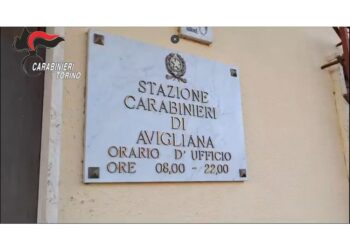 CARABINIERI
TORINO
STAZIONE
CARABINIERI
DI
AVIGLIANA
ORARIO D'UFFICIO
ORE 08,00-22,00